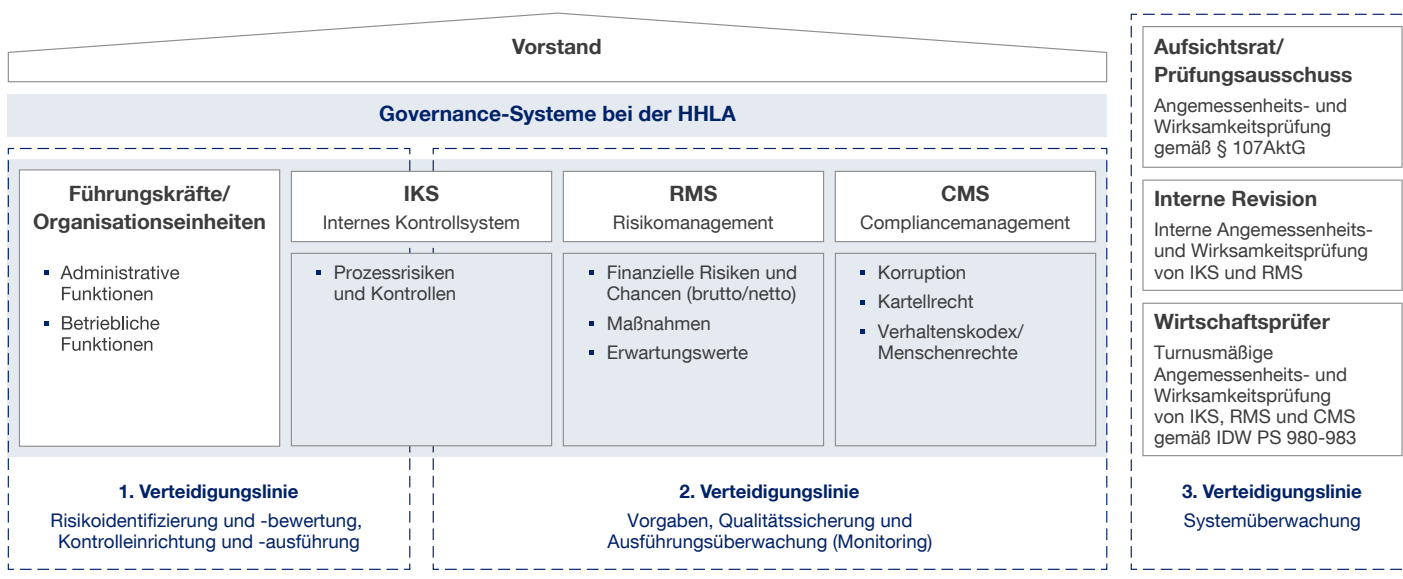 Vorstand
Governance-Systeme bei der HHLA
Führungskräfte/
Organisationseinheiten
▪ Administrative
Funktionen
▪ Betriebliche
Funktionen
IKS
Internes Kontrollsystem
▪ Prozessrisiken
und Kontrollen
RMS
Risikomanagement
▪ Finanzielle Risiken und
Chancen (brutto/netto)
▪ Maßnahmen
▪ Erwartungswerte
CMS
Compliancemanagement
▪ Korruption
▪ Kartellrecht
▪ Verhaltenskodex/
Menschenrechte
1. Verteidigungslinie
Risikoidentifizierung und -bewertung,
Kontrolleinrichtung und -ausführung
2. Verteidigungslinie
Vorgaben, Qualitätssicherung und
Ausführungsüberwachung (Monitoring)
Aufsichtsrat/
Prüfungsausschuss
Angemessenheits- und
Wirksamkeitsprüfung
gemäß § 107AktG
Interne Revision
Interne Angemessenheits-
und Wirksamkeitsprüfung
von IKS und RMS
Wirtschaftsprüfer
Turnusmäßige
Angemessenheits- und
Wirksamkeitsprüfung
von IKS, RMS und CMS
gemäß IDW PS 980-983
3. Verteidigungslinie
Systemüberwachung